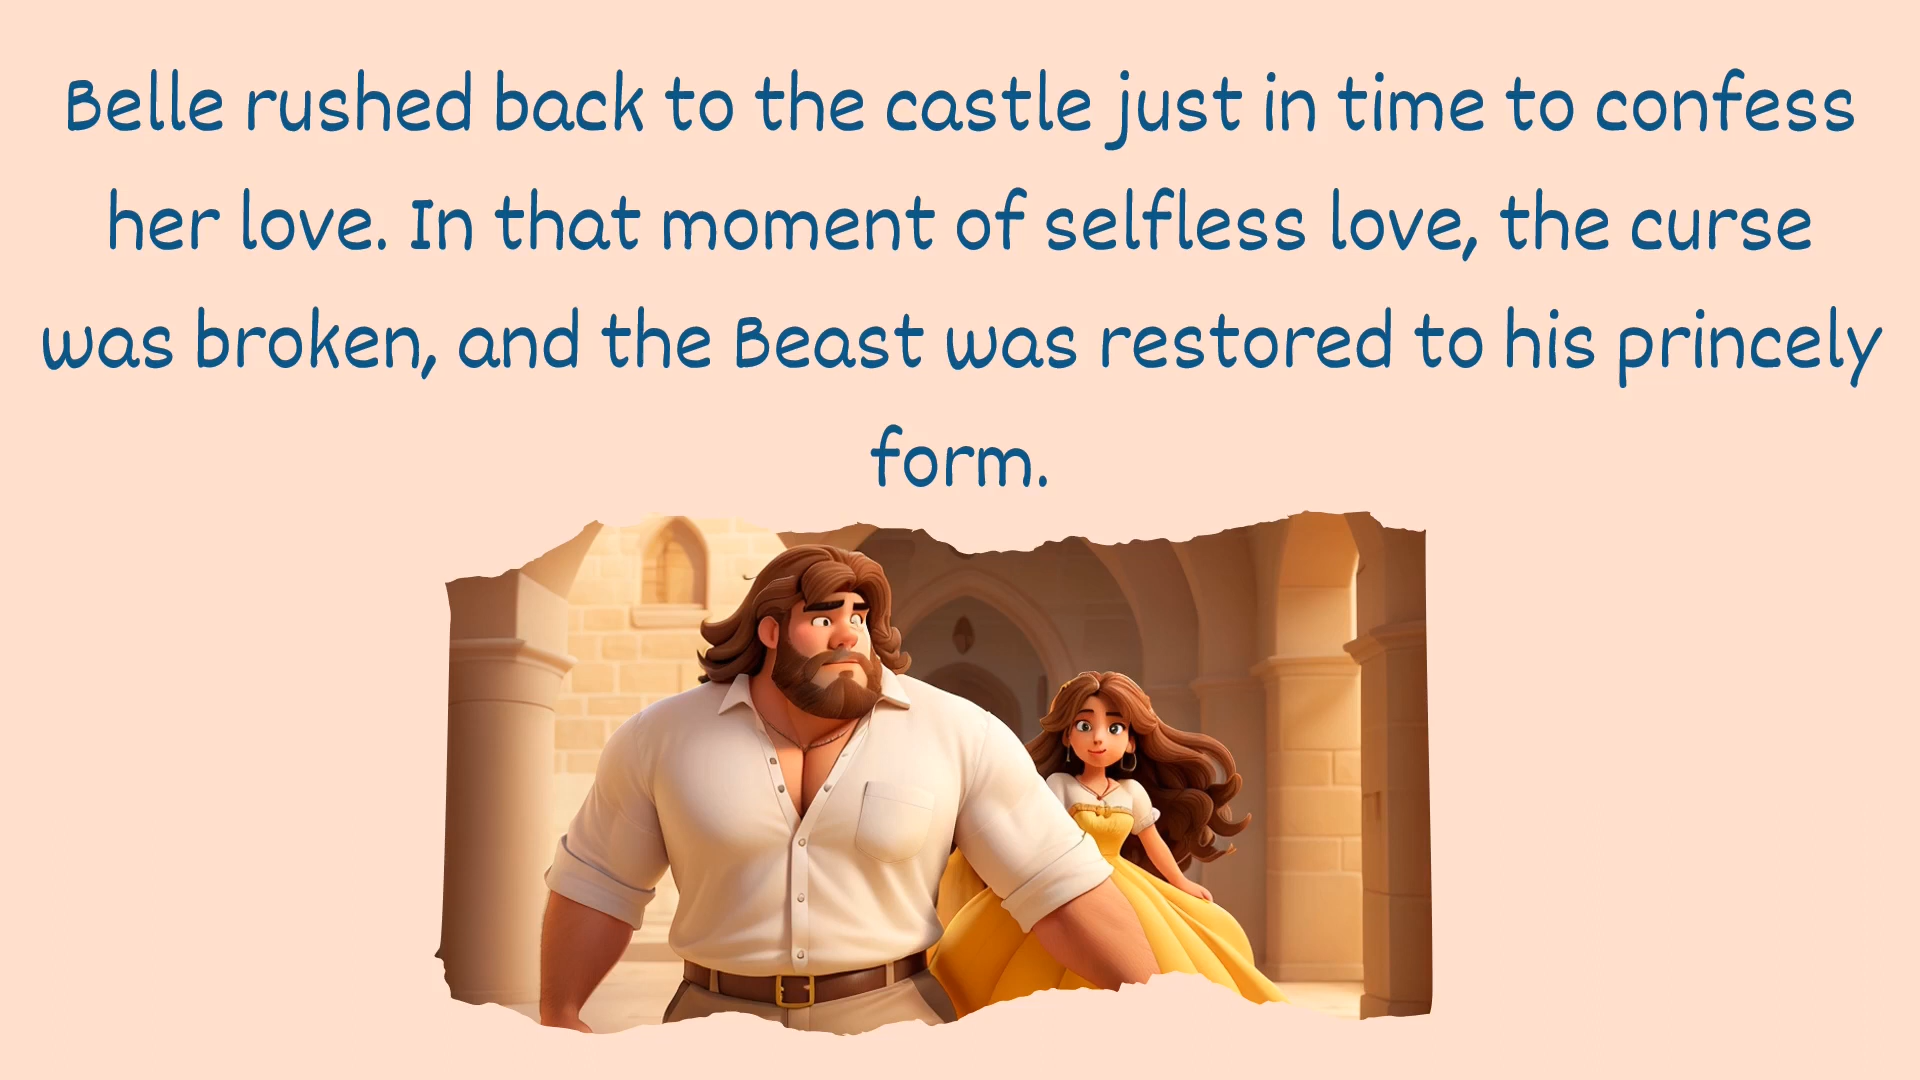 Belle rushed back to the castle just in time to confess
her love. In that moment of selfless love, the curse
was broken, and the Beast was restored to his princely
form.